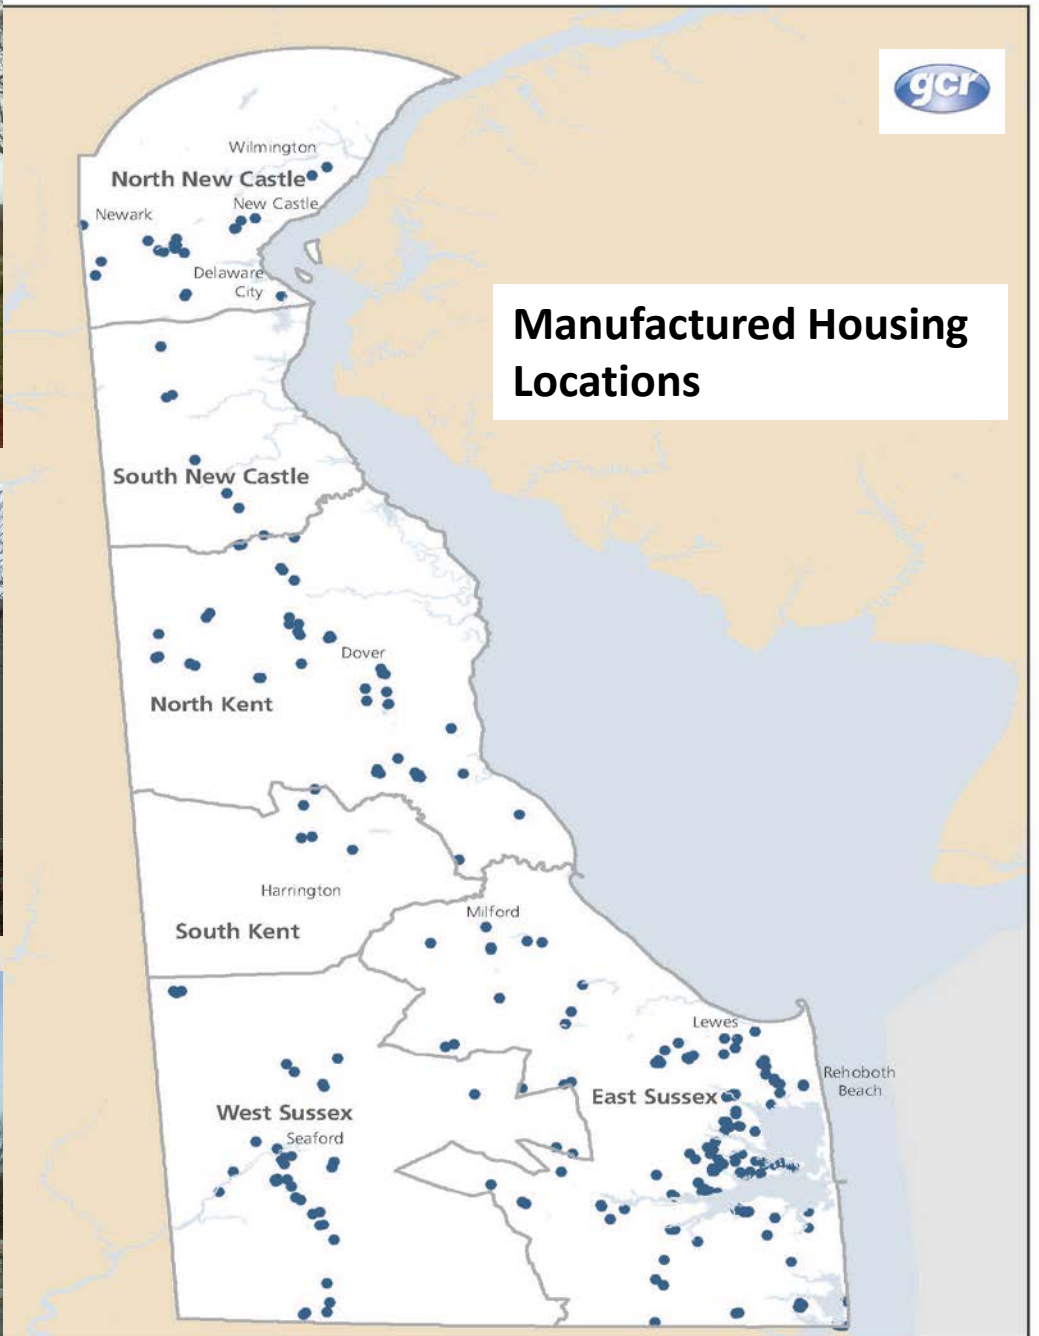 gcr
Manufactured Housing
Locations
Wilmington
North New Castle
New Castle
Newark
Delaware
City
South New Castle
Dover
North Kent
Harrington
South Kent
Milford
Lewes
Rehoboth
Beach
East Sussex
West Sussex
Seaford